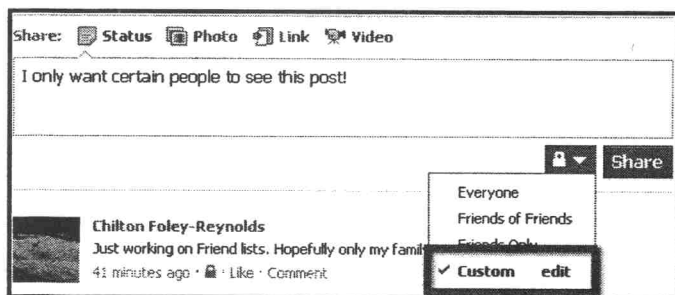 Share: Status Photo Link Video
I only want certain people to see this post!
Share
Everyone
Friends of Friends
Friends Only
✓ Custom edit
Chilton Foley-Reynolds
Just working on Friend lists. Hopefully only my
41 minutes ago · Like · Comment